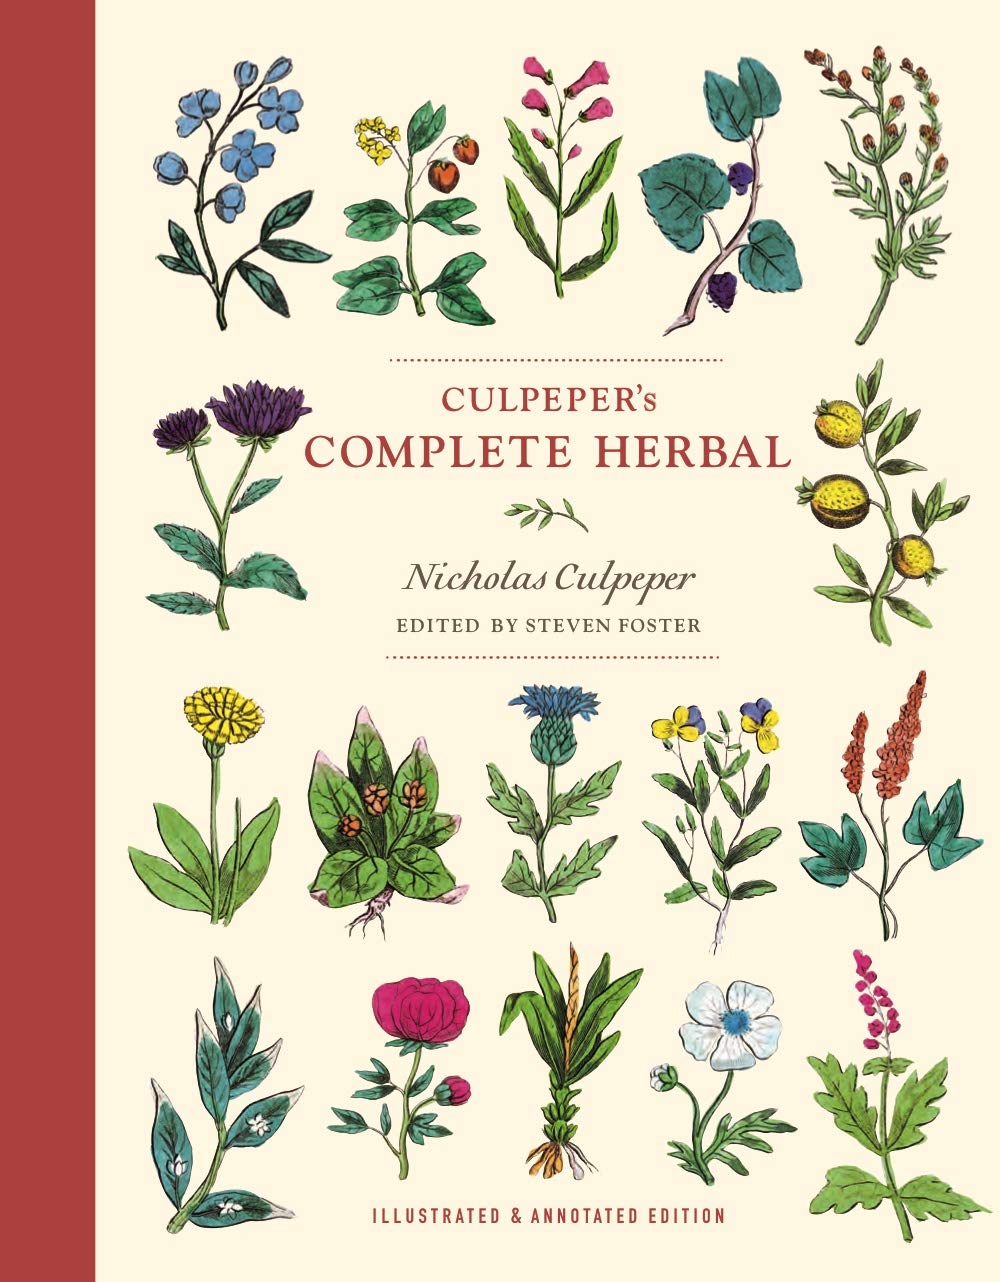 CULPEPER's
COMPLETE HERBAL
Nicholas Culpeper
EDITED BY STEVEN FOSTER
ILLUSTRATED & ANNOTATED EDITION